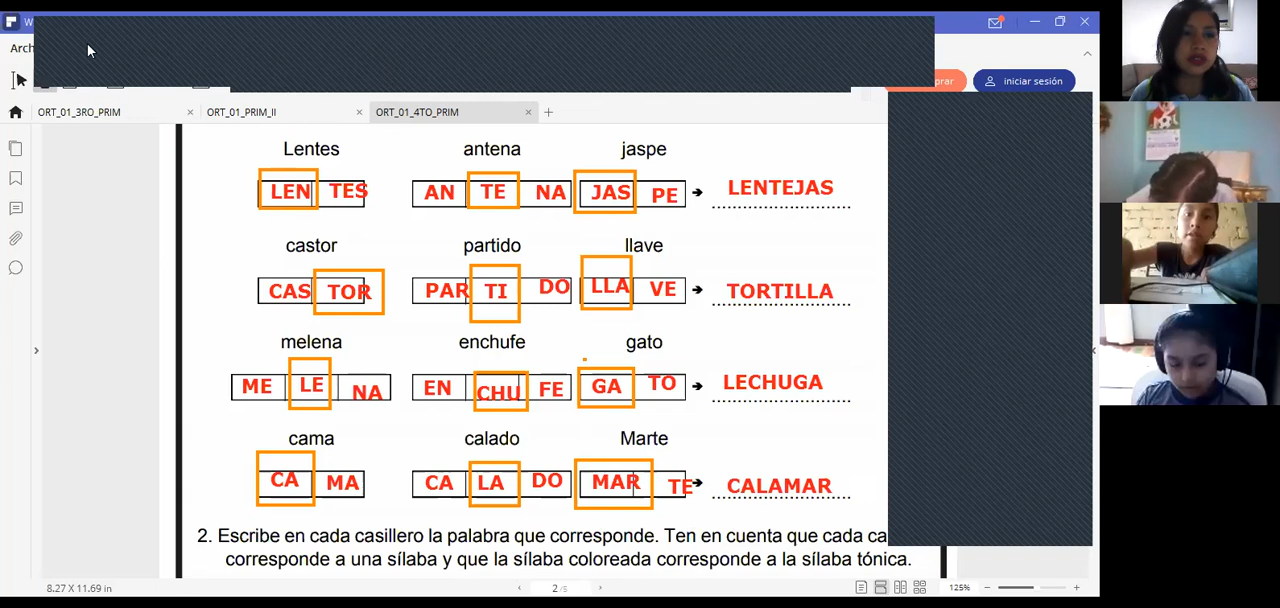 W
Arch
rar
iniciar sesión
ORT_01_3RO_PRIM
ORT_01_PRIM_II
ORT_01_4TO_PRIM
Lentes antena jaspe
LEN TES AN TE NA JAS PE LENTEJAS
castor partido llave
CAS TOR PAR TI DO LLA VE TORTILLA
melena enchufe gato
ME LE NA EN CHU FE GA TO LECHUGA
cama calado Marte
CA MA CA LA DO MAR TE CALAMAR
2. Escribe en cada casillero la palabra que corresponde. Ten en cuenta que cada ca
corresponde a una sílaba y que la sílaba coloreada corresponde a la sílaba tónica.
8.27 x 11.69 in
2 /5
125%